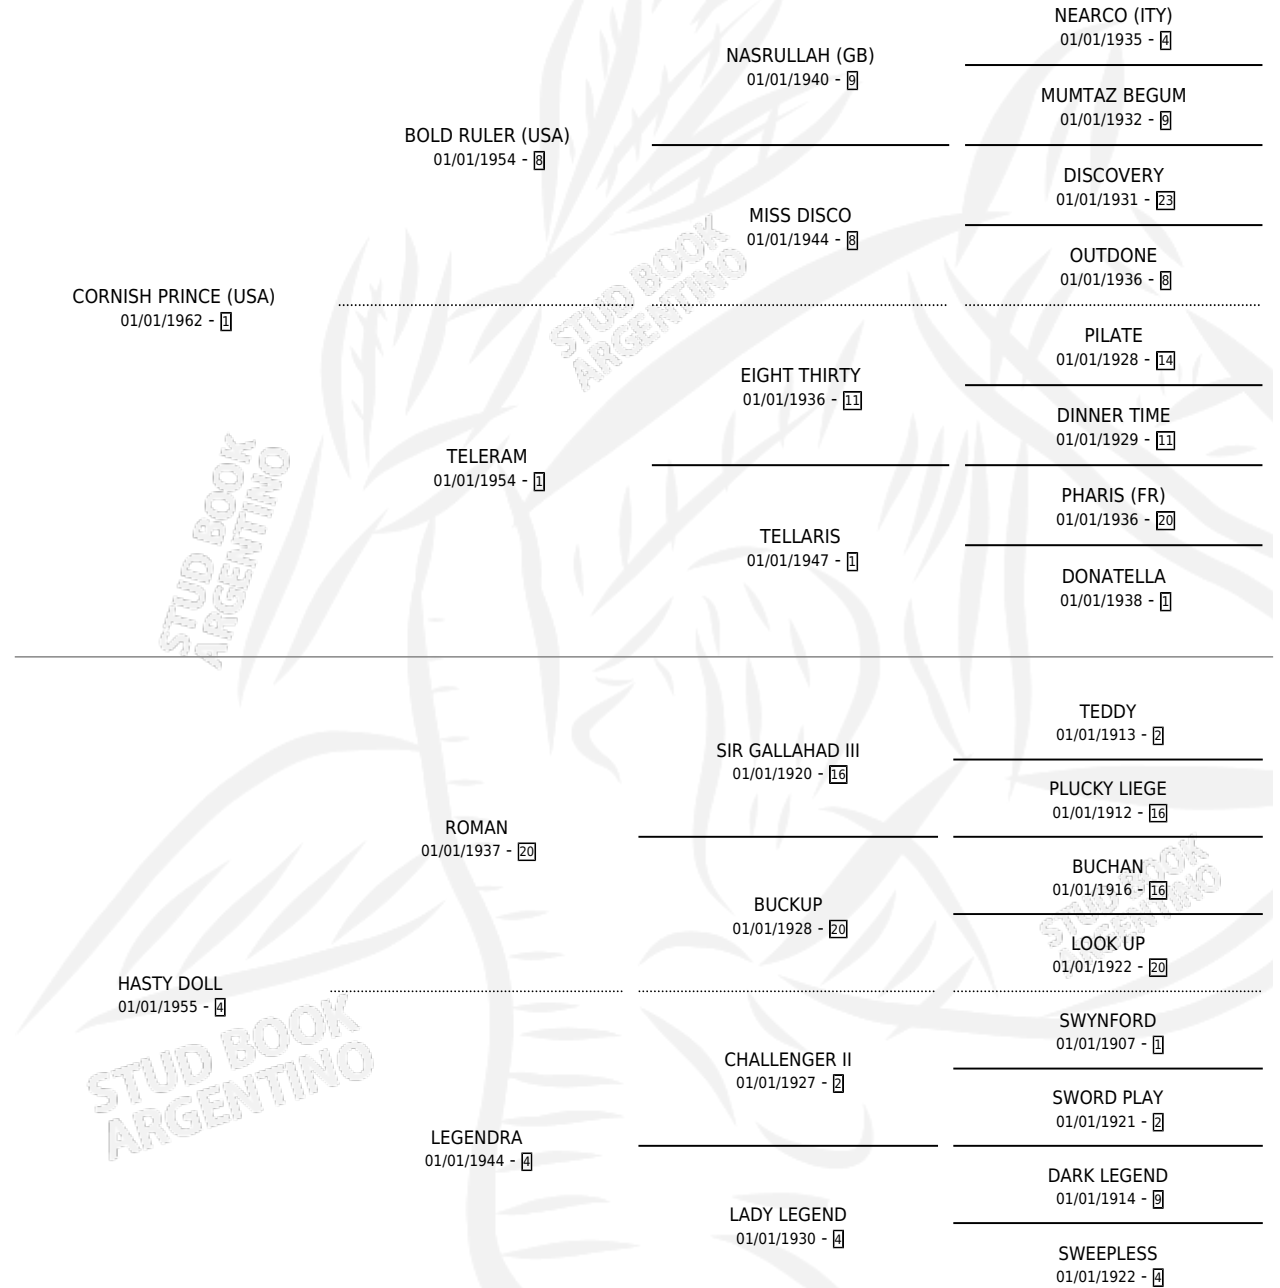 NEARCO (ITY)
01/01/1935 - 4
NASRULLAH (GB)
01/01/1940 - 9
MUMTAZ BEGUM
01/01/1932 - 9
BOLD RULER (USA)
01/01/1954 - 8
DISCOVERY
01/01/1931 - 23
MISS DISCO
01/01/1944 - 8
OUTDONE
01/01/1936 - 8
CORNISH PRINCE (USA)
01/01/1962 - 1
STUD BOOK
ARGENTINO
PILATE
01/01/1928 - 14
EIGHT THIRTY
01/01/1936 - 11
DINNER TIME
01/01/1929 - 11
TELERAM
01/01/1954 - 1
PHARIS (FR)
01/01/1936 - 20
TELLARIS
01/01/1947 - 1
DONATELLA
01/01/1938 - 1
STUD BOOK
ARGENTINO
TEDDY
01/01/1913 - 2
SIR GALLAHAD III
01/01/1920 - 16
PLUCKY LIEGE
01/01/1912 - 16
ROMAN
01/01/1937 - 20
BUCHAN
01/01/1916 - 16
BUCKUP
01/01/1928 - 20
LOOK UP
01/01/1922 - 20
STUD BOOK
ARGENTINO
HASTY DOLL
01/01/1955 - 4
STUD BOOK
ARGENTINO
SWYNFORD
01/01/1907 - 1
CHALLENGER II
01/01/1927 - 2
SWORD PLAY
01/01/1921 - 2
LEGENDRA
01/01/1944 - 4
DARK LEGEND
01/01/1914 - 9
LADY LEGEND
01/01/1930 - 4
SWEEPLESS
01/01/1922 - 4